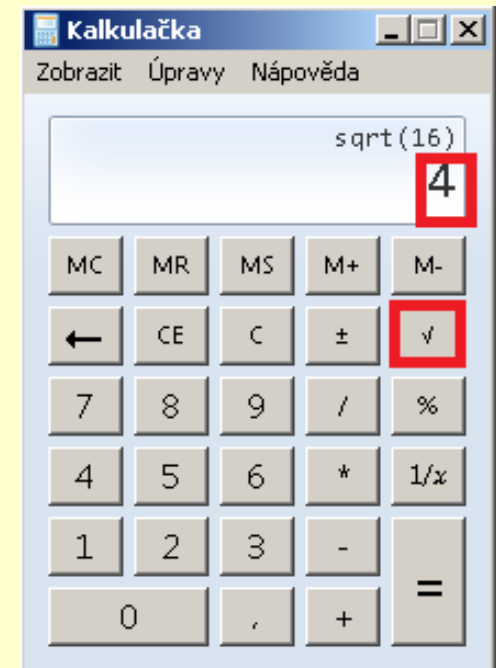 Kalkulačka
Zobrazit Úpravy Nápověda
sqrt(16)
4
MC MR MS M+ M-
← CE C ± √
7 8 9 / %
4 5 6 * 1/x
1 2 3 - =
0 , +